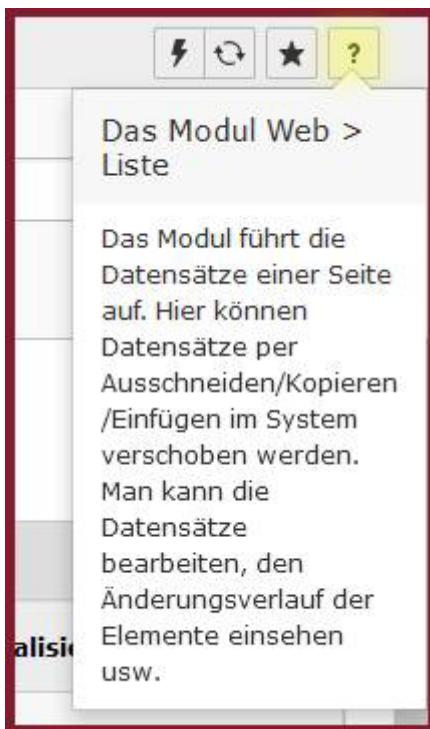 ?
Das Modul Web >
Liste
Das Modul führt die
Datensätze einer Seite
auf. Hier können
Datensätze per
Ausschneiden/Kopieren
/Einfügen im System
verschoben werden.
Man kann die
Datensätze
bearbeiten, den
Änderungsverlauf der
Elemente einsehen
usw.